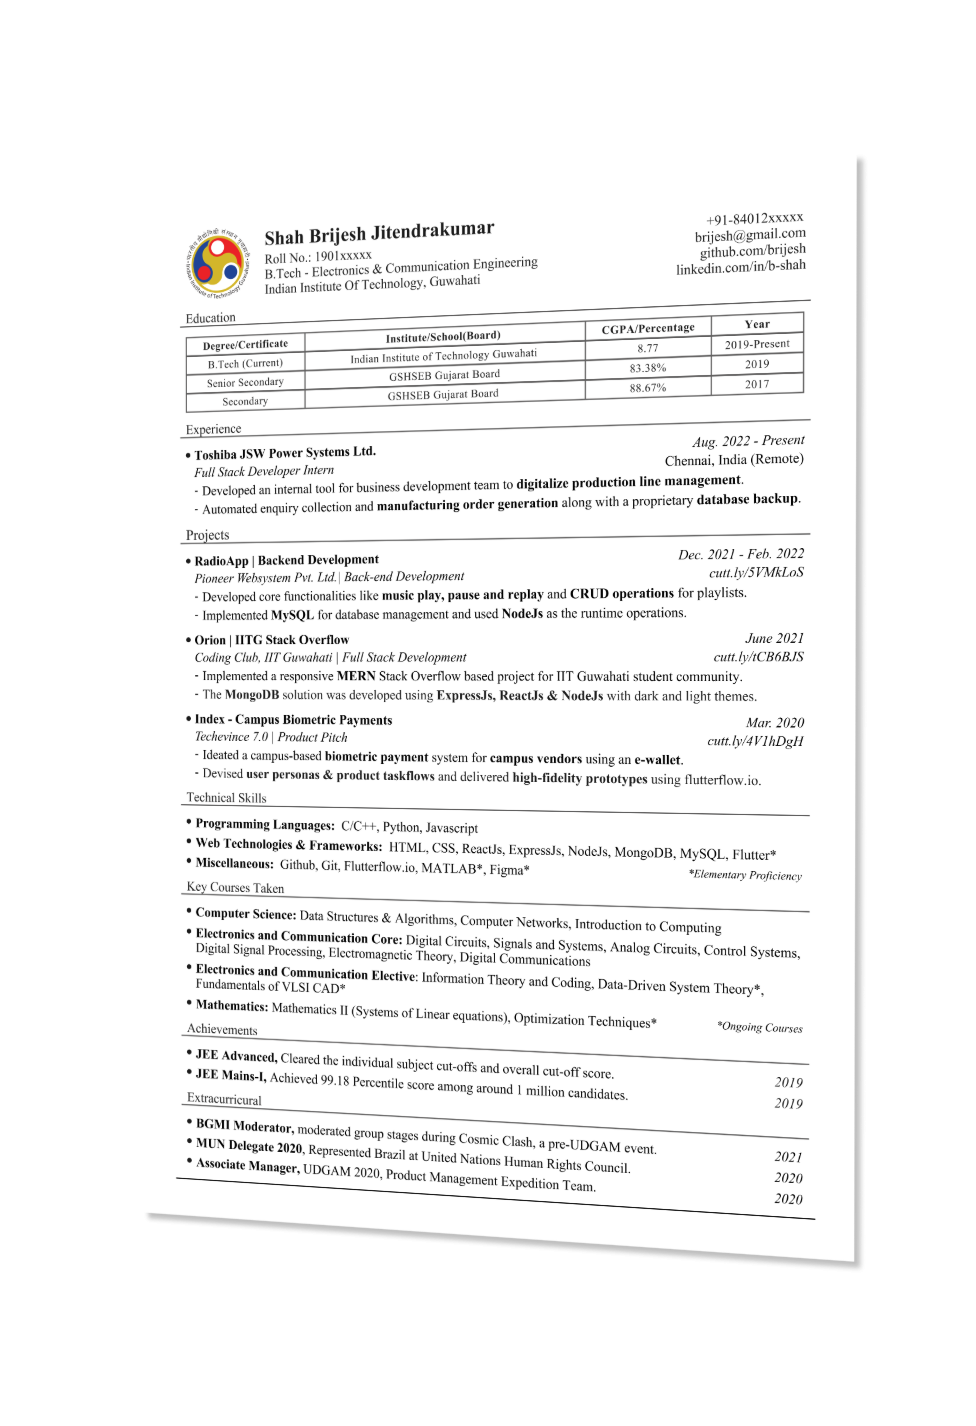 Shah Brijesh Jitendrakumar
Roll No.: 1901xxxxx
B.Tech - Electronics & Communication Engineering
Indian Institute Of Technology, Guwahati
+91-84012xxxxx
brijesh@gmail.com
github.com/brijesh
linkedin.com/in/b-shah
Education
Degree/Certificate Institute/School(Board) CGPA/Percentage Year
B.Tech (Current) Indian Institute of Technology Guwahati 8.77 2019-Present
Senior Secondary GSHSEB Gujarat Board 83.38% 2019
Secondary GSHSEB Gujarat Board 88.67% 2017
Experience
• Toshiba JSW Power Systems Ltd. Aug. 2022 - Present
Full Stack Developer Intern Chennai, India (Remote)
- Developed an internal tool for business development team to digitalize production line management.
- Automated enquiry collection and manufacturing order generation along with a proprietary database backup.
Projects
• RadioApp | Backend Development Dec. 2021 - Feb. 2022
Pioneer Websystem Pvt. Ltd.| Back-end Development cutt.ly/5VMkLoS
- Developed core functionalities like music play, pause and replay and CRUD operations for playlists.
- Implemented MySQL for database management and used NodeJs as the runtime operations.
• Orion | IITG Stack Overflow June 2021
Coding Club, IIT Guwahati | Full Stack Development cutt.ly/tCB6BJS
- Implemented a responsive MERN Stack Overflow based project for IIT Guwahati student community.
- The MongoDB solution was developed using ExpressJs, ReactJs & NodeJs with dark and light themes.
• Index - Campus Biometric Payments Mar. 2020
Techevince 7.0 | Product Pitch cutt.ly/4V1hDgH
- Ideated a campus-based biometric payment system for campus vendors using an e-wallet.
- Devised user personas & product taskflows and delivered high-fidelity prototypes using flutterflow.io.
Technical Skills
• Programming Languages: C/C++, Python, Javascript
• Web Technologies & Frameworks: HTML, CSS, ReactJs, ExpressJs, NodeJs, MongoDB, MySQL, Flutter*
• Miscellaneous: Github, Git, Flutterflow.io, MATLAB*, Figma* *Elementary Proficiency
Key Courses Taken
• Computer Science: Data Structures & Algorithms, Computer Networks, Introduction to Computing
• Electronics and Communication Core: Digital Circuits, Signals and Systems, Analog Circuits, Control Systems,
Digital Signal Processing, Electromagnetic Theory, Digital Communications
• Electronics and Communication Elective: Information Theory and Coding, Data-Driven System Theory*,
Fundamentals of VLSI CAD*
• Mathematics: Mathematics II (Systems of Linear equations), Optimization Techniques* *Ongoing Courses
Achievements
• JEE Advanced, Cleared the individual subject cut-offs and overall cut-off score. 2019
• JEE Mains-I, Achieved 99.18 Percentile score among around 1 million candidates. 2019
Extracurricural
• BGMI Moderator, moderated group stages during Cosmic Clash, a pre-UDGAM event. 2021
• MUN Delegate 2020, Represented Brazil at United Nations Human Rights Council. 2020
• Associate Manager, UDGAM 2020, Product Management Expedition Team. 2020